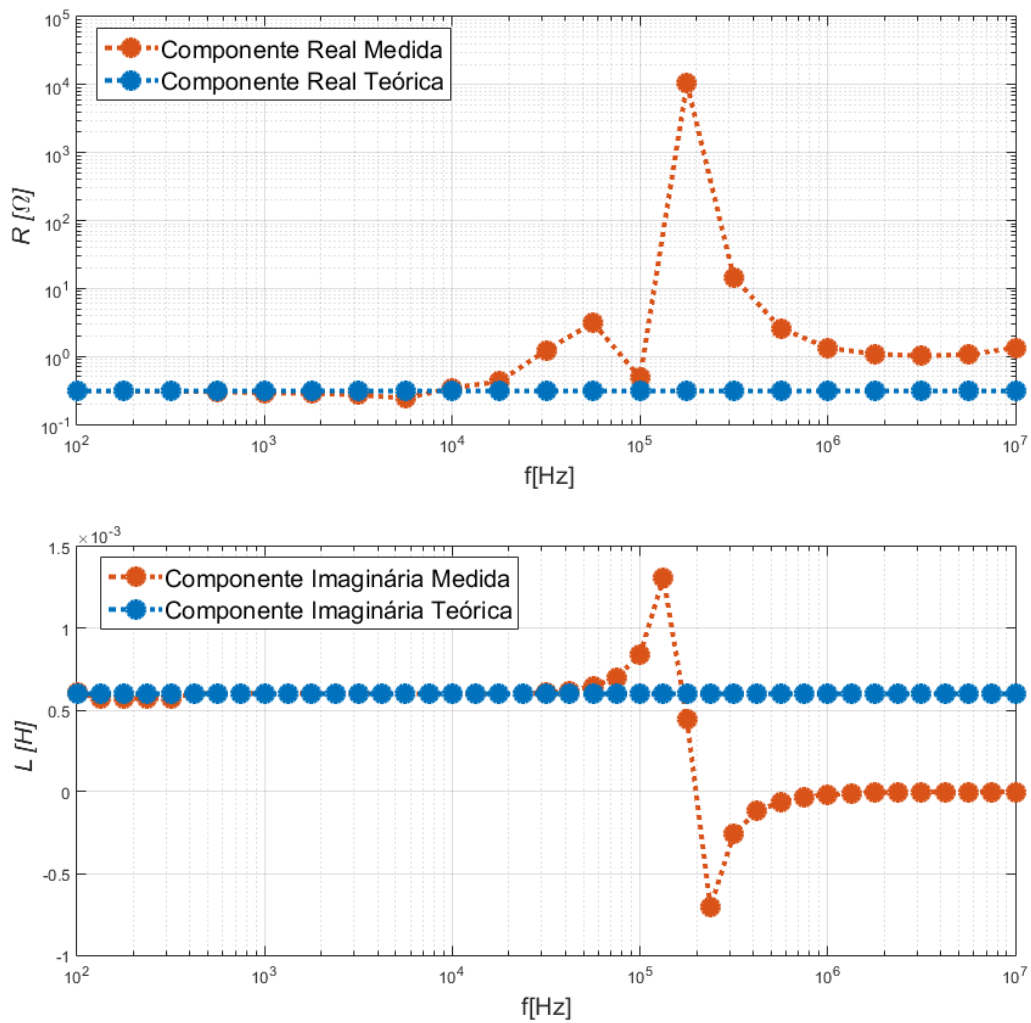 10^5
Componente Real Medida
Componente Real Teórica
10^4
10^3
10^2
10^1
10^0
10^-1
R [Ω]
10^2 10^3 10^4 10^5 10^6 10^7
f[Hz]
×10^-3
1.5
Componente Imaginária Medida
Componente Imaginária Teórica
1
0.5
0
-0.5
-1
L [H]
10^2 10^3 10^4 10^5 10^6 10^7
f[Hz]